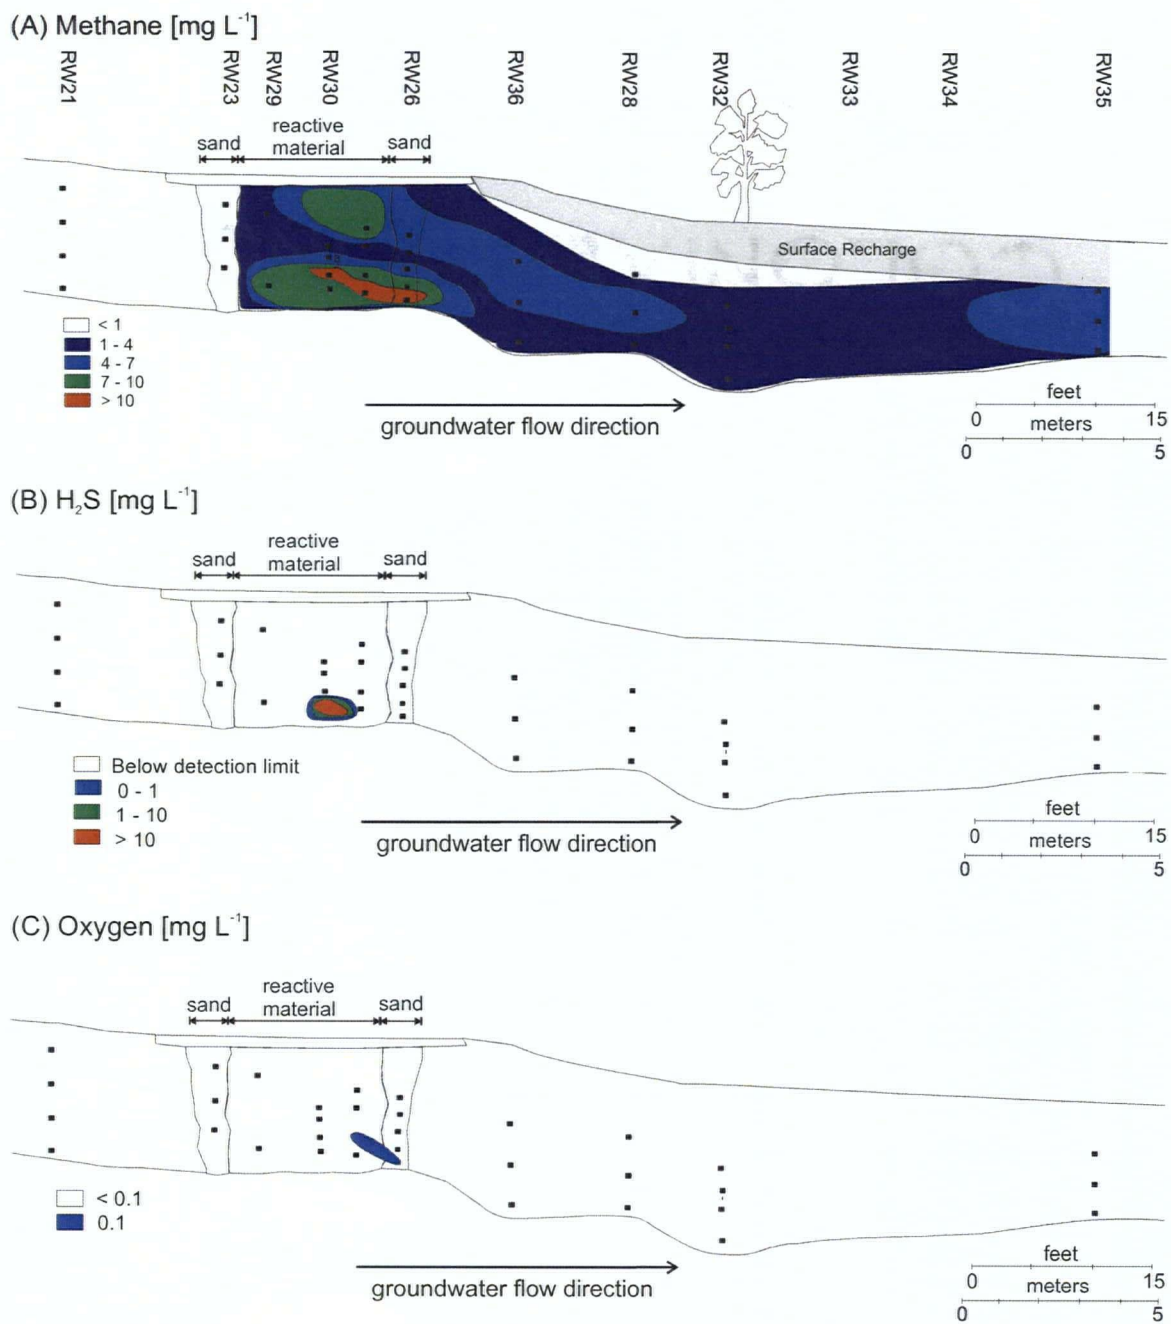 (A) Methane [mg L⁻¹]
RW21
RW23
RW29
RW30
RW26
RW36
RW28
RW32
RW33
RW34
RW35
sand
reactive
material
sand
Surface Recharge
< 1
1 - 4
4 - 7
7 - 10
> 10
groundwater flow direction
feet
0 15
meters
0 5
(B) H₂S [mg L⁻¹]
sand
reactive
material
sand
Below detection limit
0 - 1
1 - 10
> 10
groundwater flow direction
feet
0 15
meters
0 5
(C) Oxygen [mg L⁻¹]
sand
reactive
material
sand
< 0.1
0.1
groundwater flow direction
feet
0 15
meters
0 5